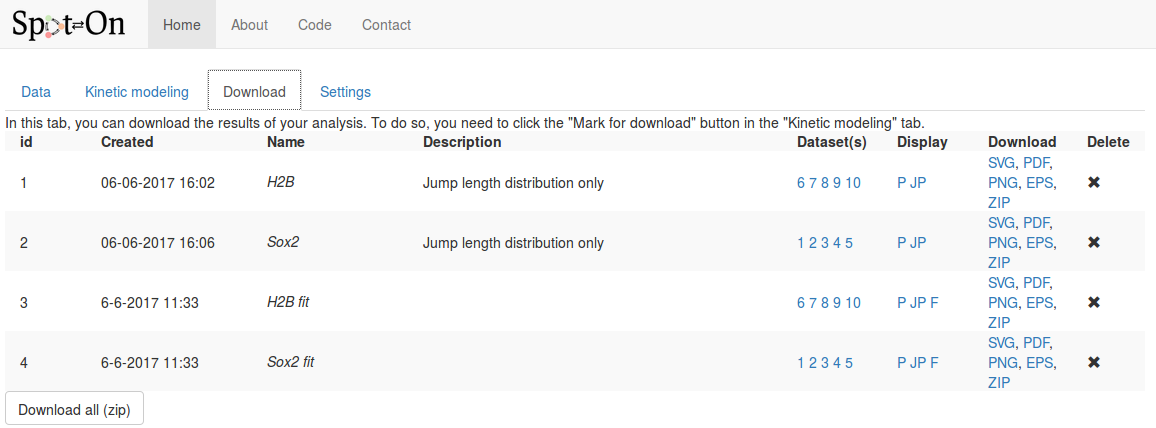 Spot⇄On Home About Code Contact
Data Kinetic modeling Download Settings
In this tab, you can download the results of your analysis. To do so, you need to click the "Mark for download" button in the "Kinetic modeling" tab.
id Created Name Description Dataset(s) Display Download Delete
1 06-06-2017 16:02 H2B Jump length distribution only 6 7 8 9 10 P JP SVG, PDF,
PNG, EPS,
ZIP
✖
2 06-06-2017 16:06 Sox2 Jump length distribution only 1 2 3 4 5 P JP SVG, PDF,
PNG, EPS,
ZIP
✖
3 6-6-2017 11:33 H2B fit 6 7 8 9 10 P JP F SVG, PDF,
PNG, EPS,
ZIP
✖
4 6-6-2017 11:33 Sox2 fit 1 2 3 4 5 P JP F SVG, PDF,
PNG, EPS,
ZIP
✖
Download all (zip)